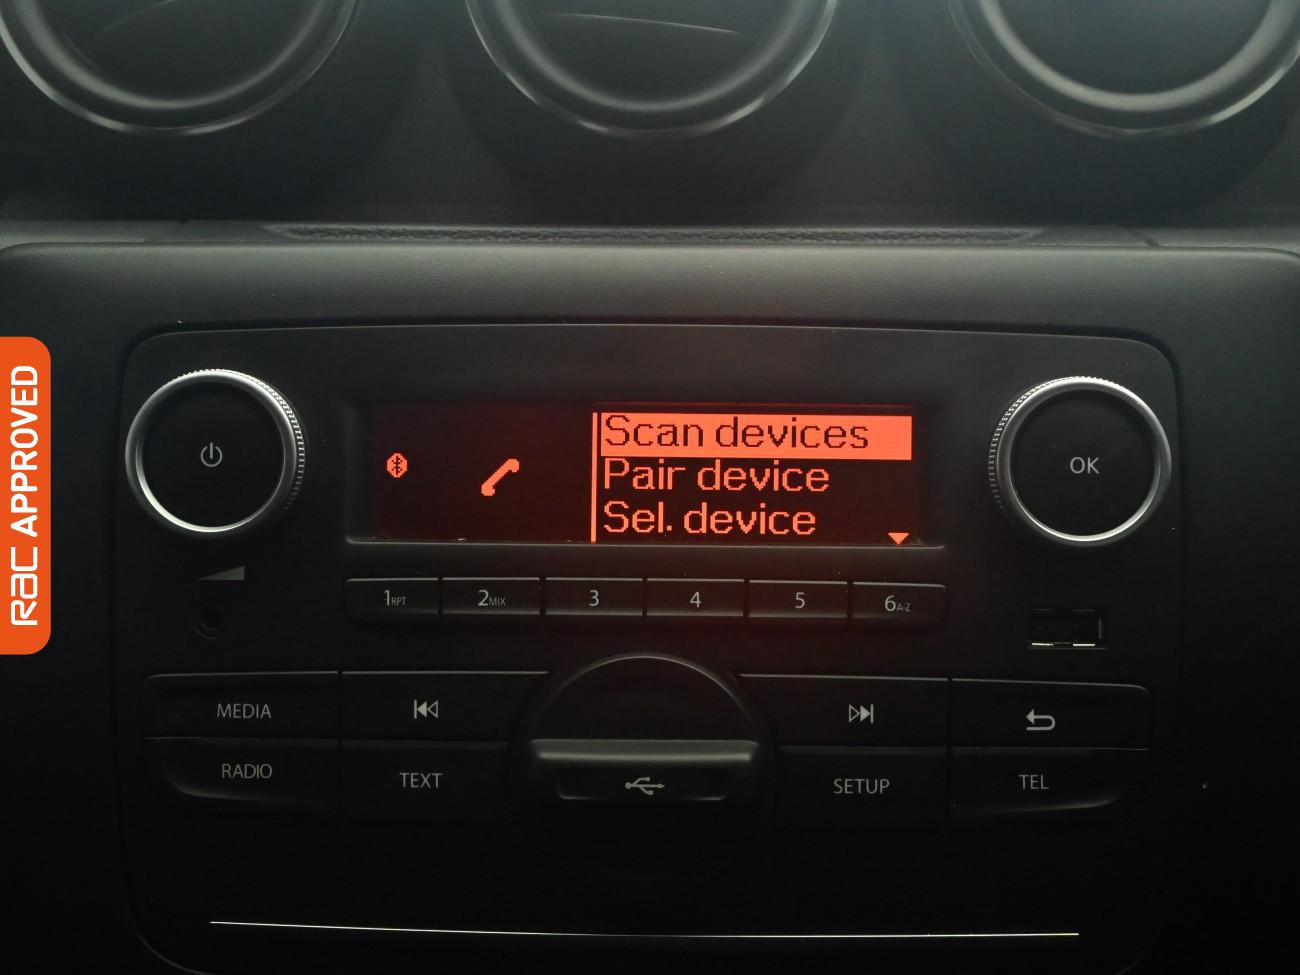 RAC APPROVED
Scan devices
Pair device
Sel. device
OK
1RPT 2MIX 3 4 5 6A-Z
MEDIA
RADIO TEXT SETUP TEL